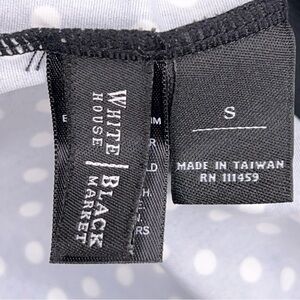 WHITE
HOUSE
BLACK
MARKET
S
MADE IN TAIWAN
RN 111459